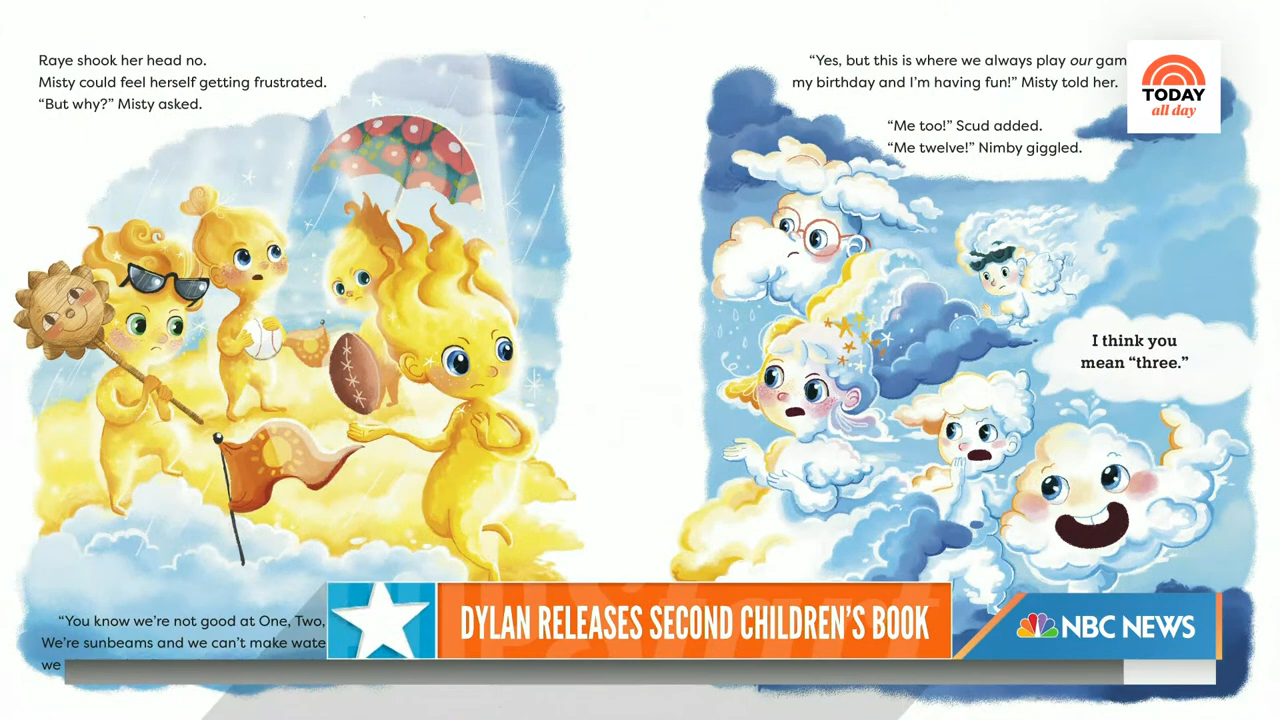 Raye shook her head no.
Misty could feel herself getting frustrated.
“But why?” Misty asked.
“Yes, but this is where we always play our gam
my birthday and I’m having fun!” Misty told her.
“Me too!” Scud added.
“Me twelve!” Nimby giggled.
TODAY
all day
I think you
mean “three.”
“You know we’re not good at One, Two,
We’re sunbeams and we can’t make wate
we
DYLAN RELEASES SECOND CHILDREN’S BOOK
NBC NEWS